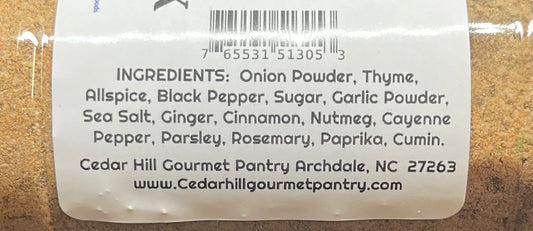 7 65531 51305 3
INGREDIENTS: Onion Powder, Thyme,
Allspice, Black Pepper, Sugar, Garlic Powder,
Sea Salt, Ginger, Cinnamon, Nutmeg, Cayenne
Pepper, Parsley, Rosemary, Paprika, Cumin.
Cedar Hill Gourmet Pantry Archdale, NC 27263
www.Cedarhillgourmetpantry.com